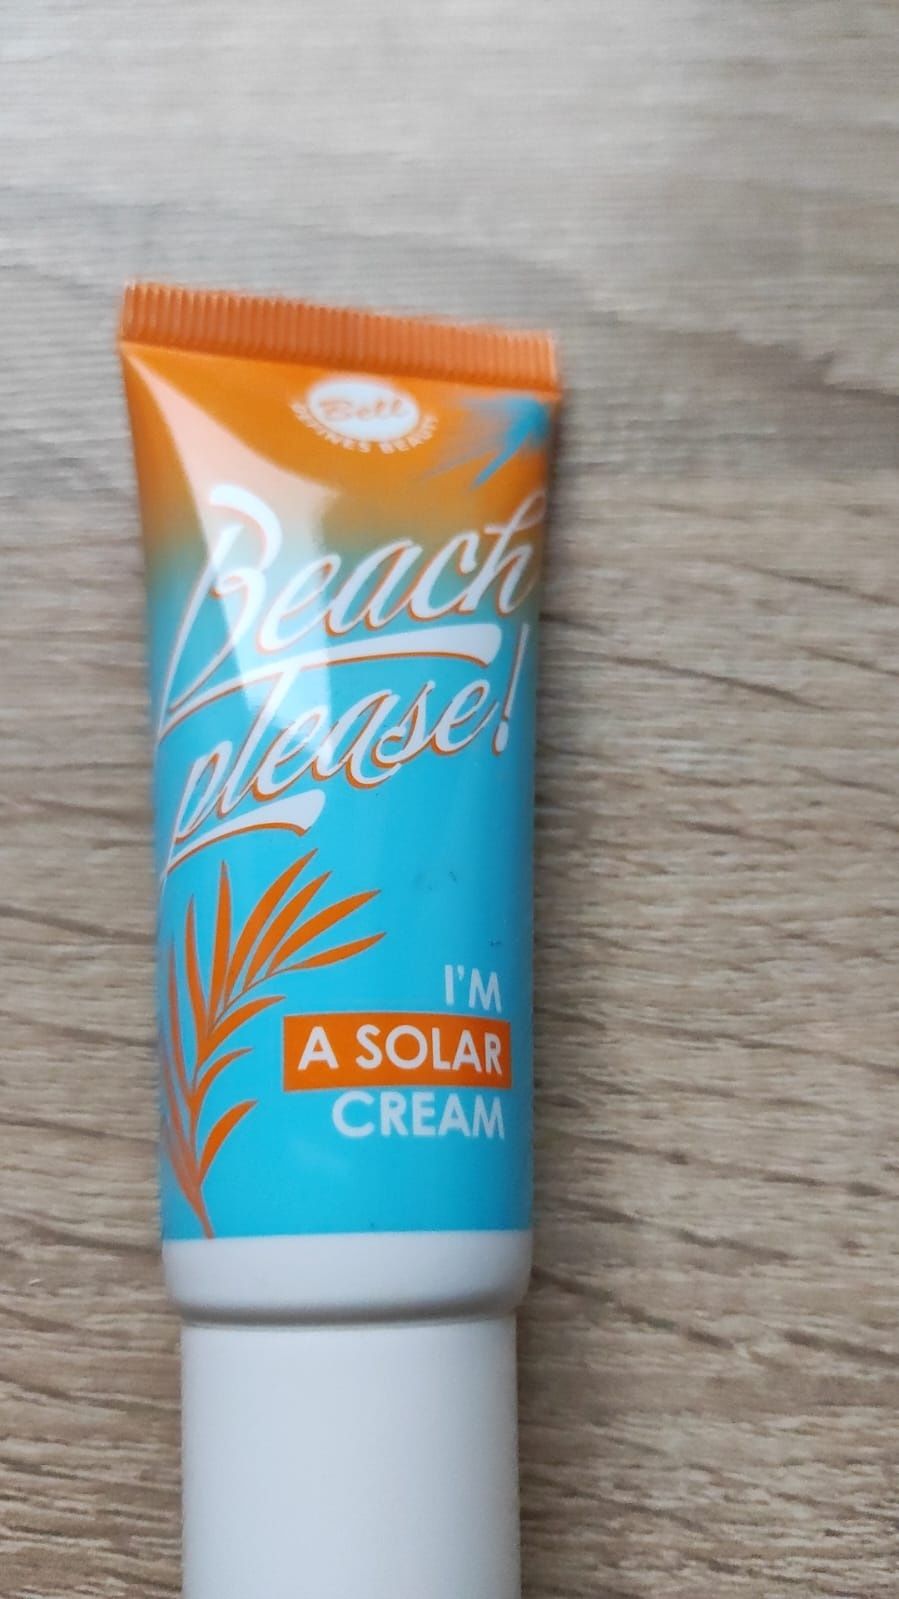 Bell
DEFINES BEAUTY
Beach
please!
I'M
A SOLAR
CREAM